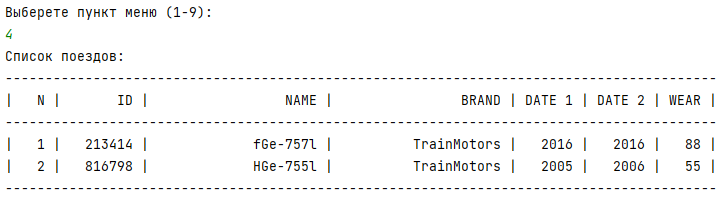 Выберете пункт меню (1-9):
4
Список поездов:
-----------------------------------------------------------------------------------------
|   N |       ID |                 NAME |                BRAND | DATE 1 | DATE 2 | WEAR |
-----------------------------------------------------------------------------------------
|   1 |   213414 |             fGe-757l |          TrainMotors |   2016 |   2016 |   88 |
|   2 |   816798 |             HGe-755l |          TrainMotors |   2005 |   2006 |   55 |
-----------------------------------------------------------------------------------------